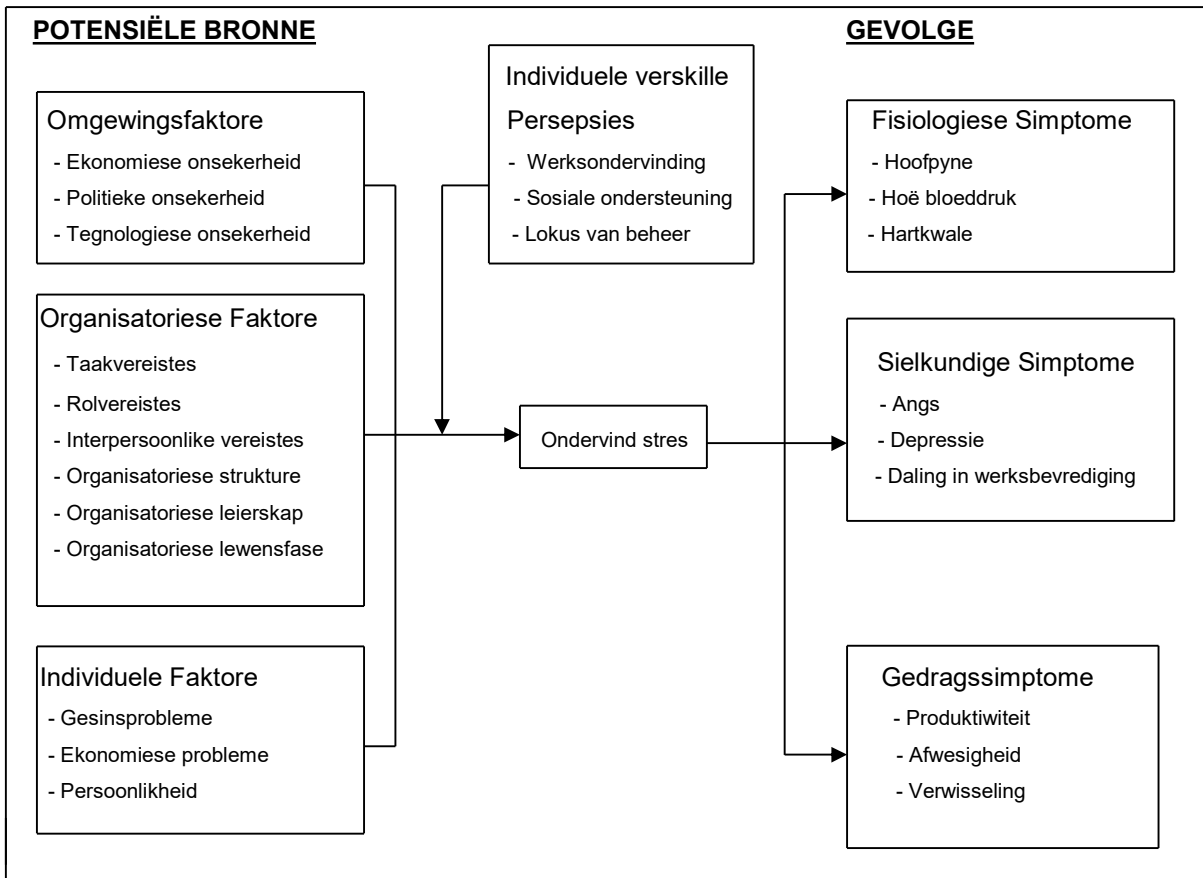 POTENSIËLE BRONNE
Omgewingsfaktore
- Ekonomiese onsekerheid
- Politieke onsekerheid
- Tegnologiese onsekerheid
Organisatoriese Faktore
- Taakvereistes
- Rolvereistes
- Interpersoonlike vereistes
- Organisatoriese strukture
- Organisatoriese leierskap
- Organisatoriese lewensfase
Individuele Faktore
- Gesinsprobleme
- Ekonomiese probleme
- Persoonlikheid
Individuele verskille
Persepsies
- Werksondervinding
- Sosiale ondersteuning
- Lokus van beheer
Ondervind stres
GEVOLGE
Fisiologiese Simptome
- Hoofpyne
- Hoë bloeddruk
- Hartkwale
Sielkundige Simptome
- Angs
- Depressie
- Daling in werksbevrediging
Gedragssimptome
- Produktiwiteit
- Afwesigheid
- Verwisseling